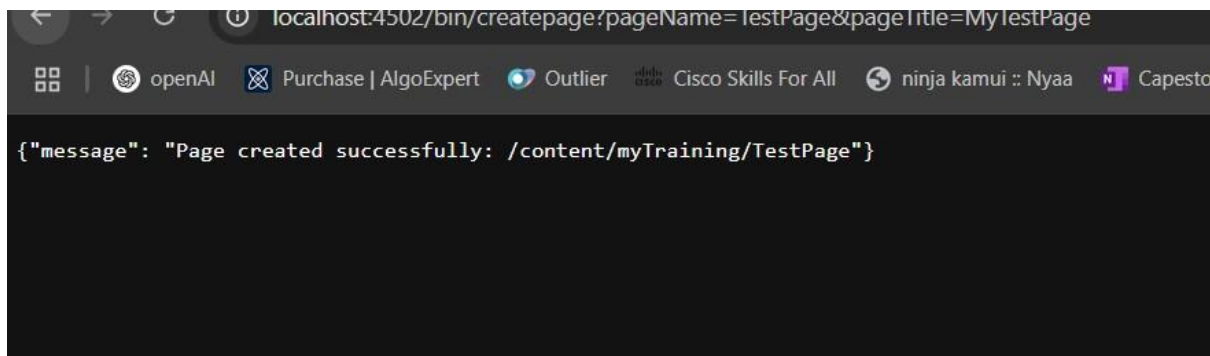 localhost:4502/bin/createpage?pageName=TestPage&pageTitle=MyTestPage
openAI Purchase | AlgoExpert Outlier Cisco Skills For All ninja kamui :: Nyaa Capesto
{"message": "Page created successfully: /content/myTraining/TestPage"}